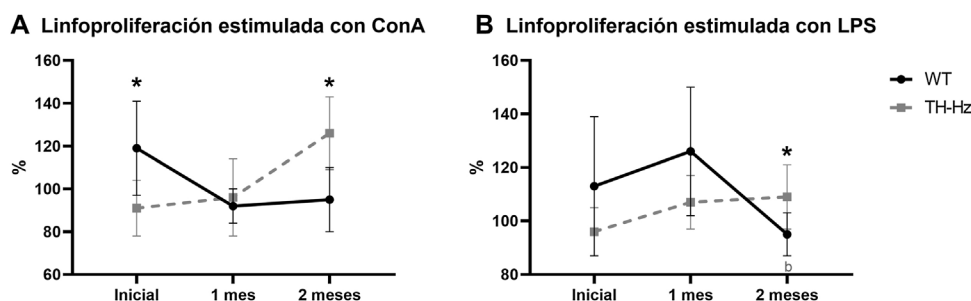 A Linfoproliferación estimulada con ConA
160
140
120
100
80
60
%
*
*
Inicial
1 mes
2 meses
B Linfoproliferación estimulada con LPS
160
140
120
100
80
%
*
b
Inicial
1 mes
2 meses
WT
TH-Hz